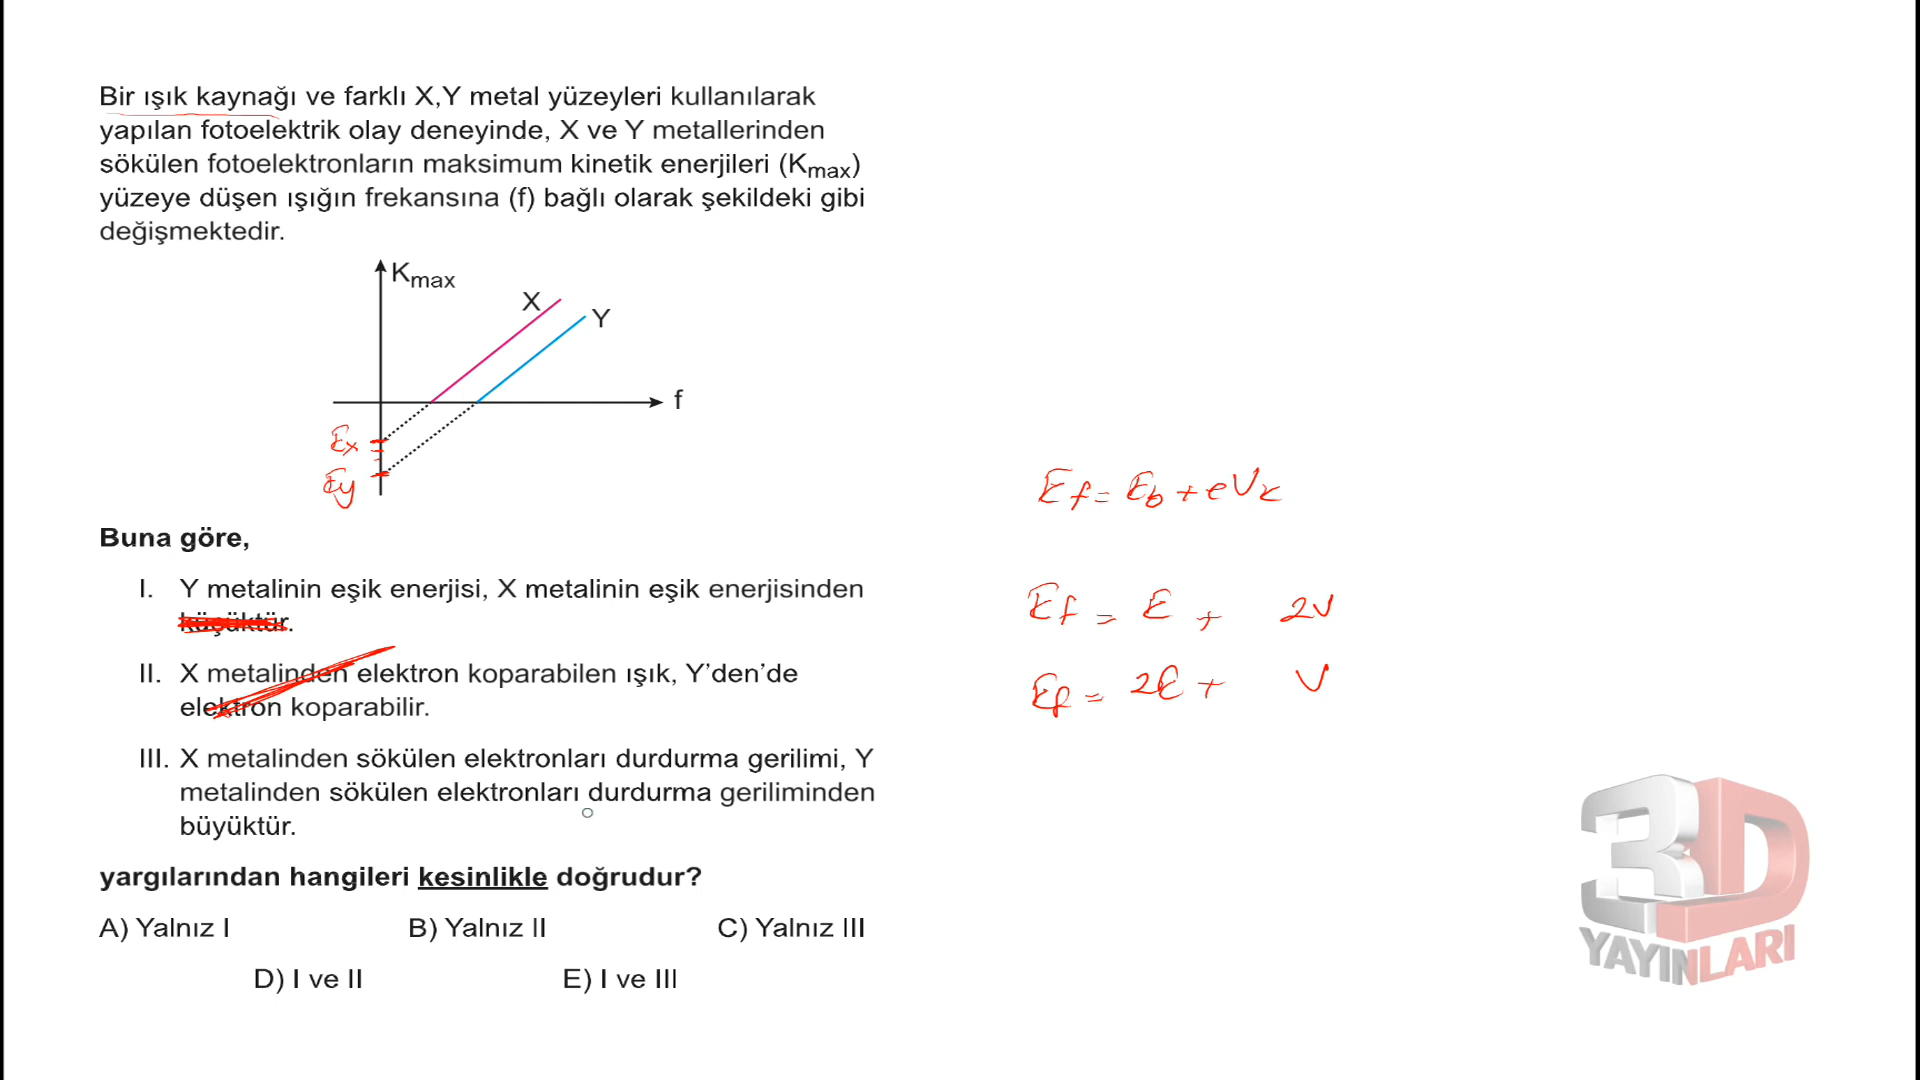 Bir ışık kaynağı ve farklı X,Y metal yüzeyleri kullanılarak
yapılan fotoelektrik olay deneyinde, X ve Y metallerinden
sökülen fotoelektronların maksimum kinetik enerjileri (Kmax)
yüzeye düşen ışığın frekansına (f) bağlı olarak şekildeki gibi
değişmektedir.
Kmax
X
Y
f
Ex
Ey
Ef = Eb + eVk
Buna göre,
I. Y metalinin eşik enerjisi, X metalinin eşik enerjisinden
küçüktür.
Ef = E + 2V
II. X metalinden elektron koparabilen ışık, Y'den'de
elektron koparabilir.
Ef = 2E + V
III. X metalinden sökülen elektronları durdurma gerilimi, Y
metalinden sökülen elektronları durdurma geriliminden
büyüktür.
yargılarından hangileri kesinlikle doğrudur?
A) Yalnız I B) Yalnız II C) Yalnız III
D) I ve II E) I ve III
3D
YAYINLARI